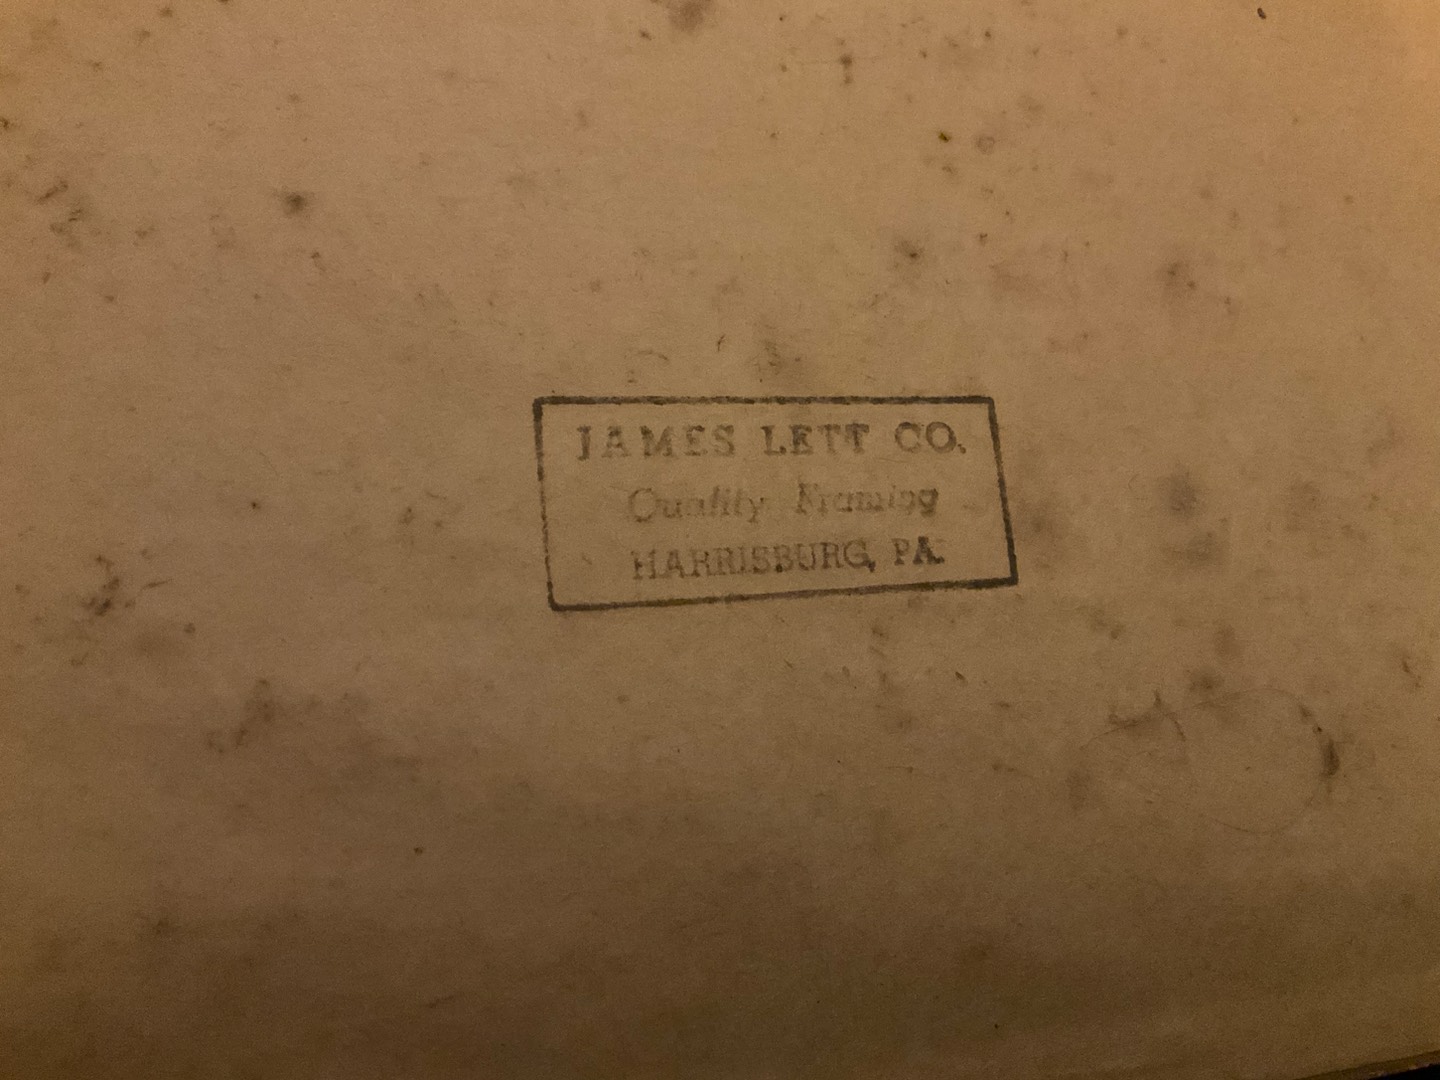 JAMES LETT CO.
Quality Framing
HARRISBURG, PA.